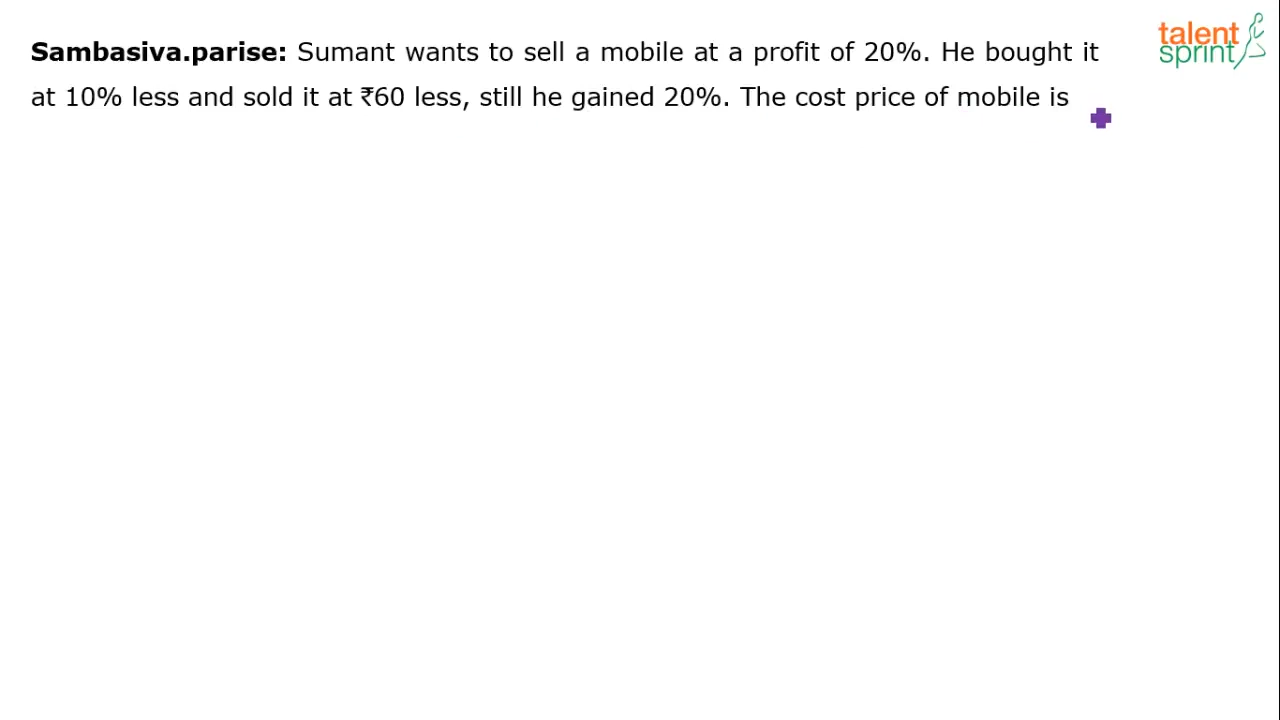 Sambasiva.parise: Sumant wants to sell a mobile at a profit of 20%. He bought it
at 10% less and sold it at ₹60 less, still he gained 20%. The cost price of mobile is
talent
sprint